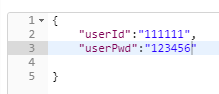 1 {
2 "userId":"111111",
3 "userPwd":"123456"
4
5 }